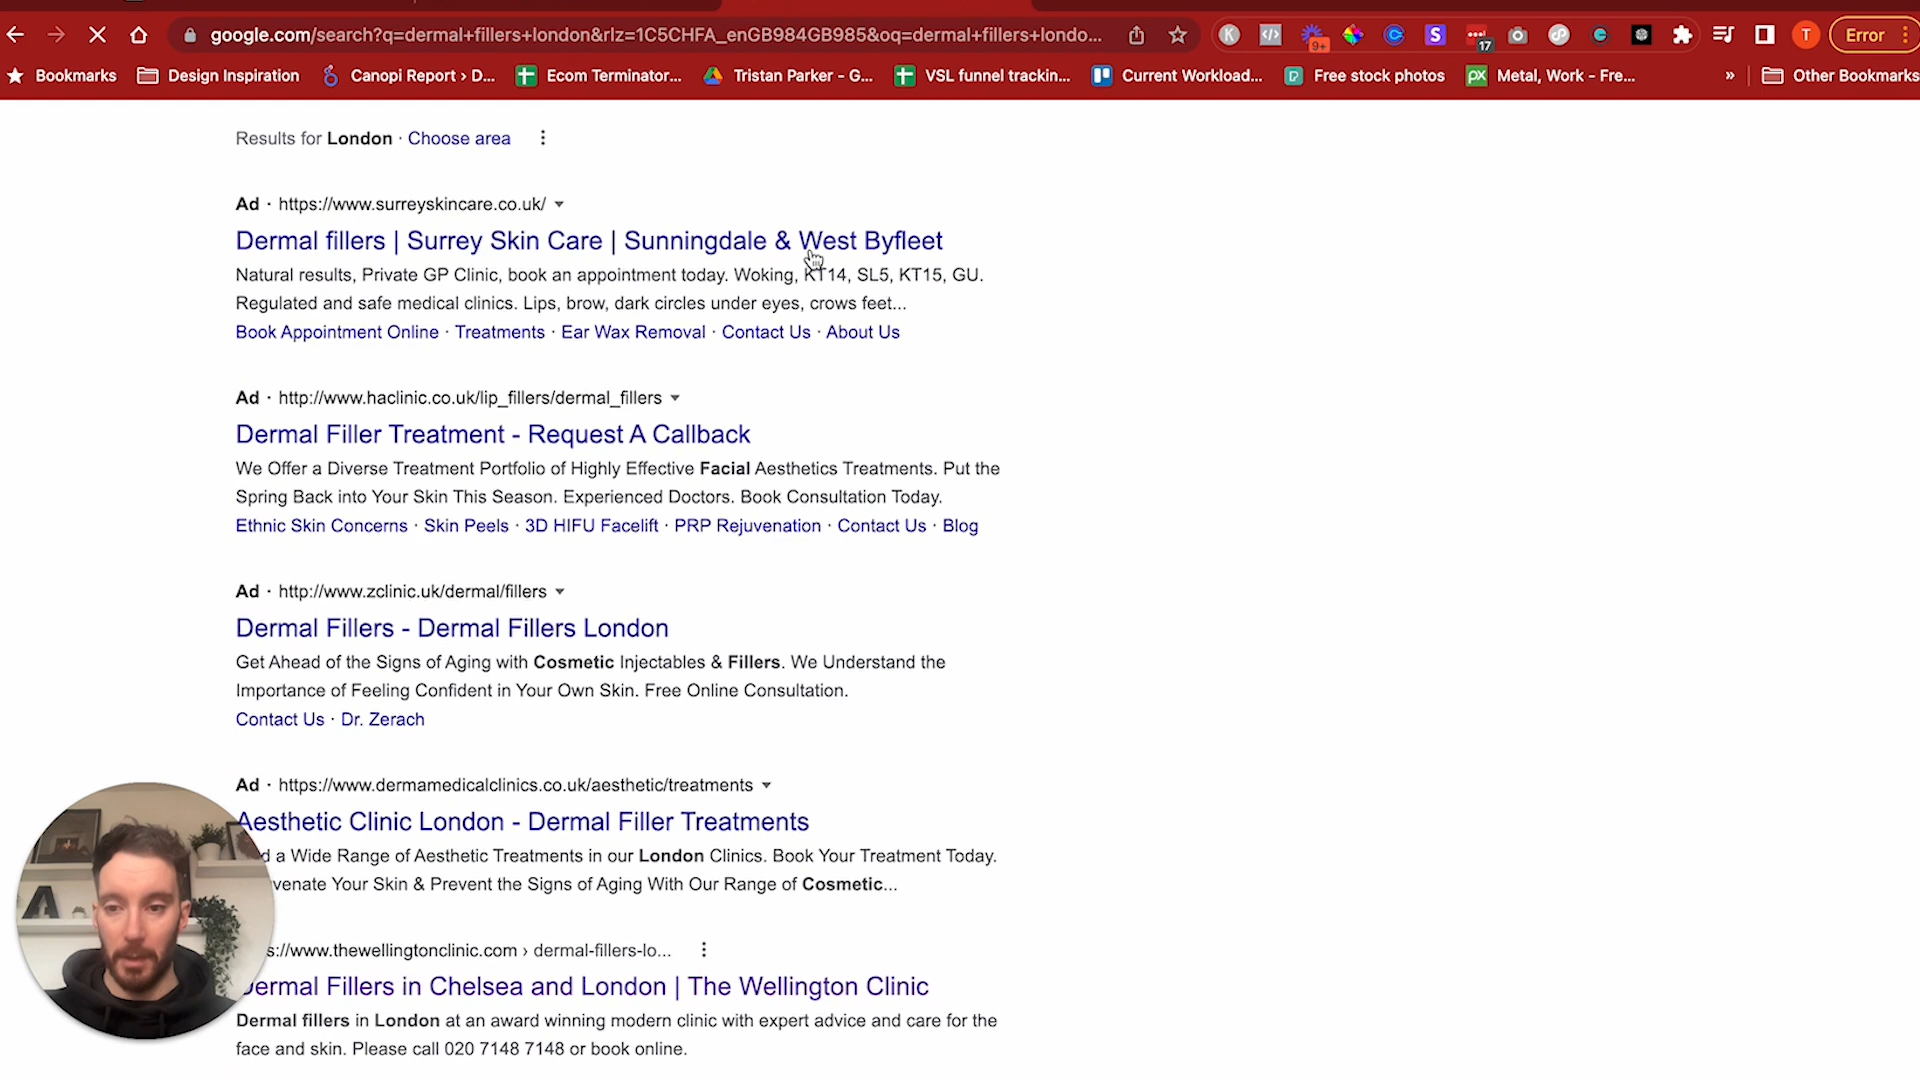 google.com/search?q=dermal+fillers+london&rlz=1C5CHFA_enGB984GB985&oq=dermal+fillers+londo...
9+
17
T
Error
Bookmarks
Design Inspiration
Canopi Report › D...
Ecom Terminator...
Tristan Parker - G...
VSL funnel trackin...
Current Workload...
Free stock photos
Metal, Work - Fre...
»
Other Bookmarks
Results for London · Choose area
Ad · https://www.surreyskincare.co.uk/
Dermal fillers | Surrey Skin Care | Sunningdale & West Byfleet
Natural results, Private GP Clinic, book an appointment today. Woking, KT14, SL5, KT15, GU.
Regulated and safe medical clinics. Lips, brow, dark circles under eyes, crows feet...
Book Appointment Online · Treatments · Ear Wax Removal · Contact Us · About Us
Ad · http://www.haclinic.co.uk/lip_fillers/dermal_fillers
Dermal Filler Treatment - Request A Callback
We Offer a Diverse Treatment Portfolio of Highly Effective Facial Aesthetics Treatments. Put the
Spring Back into Your Skin This Season. Experienced Doctors. Book Consultation Today.
Ethnic Skin Concerns · Skin Peels · 3D HIFU Facelift · PRP Rejuvenation · Contact Us · Blog
Ad · http://www.zclinic.uk/dermal/fillers
Dermal Fillers - Dermal Fillers London
Get Ahead of the Signs of Aging with Cosmetic Injectables & Fillers. We Understand the
Importance of Feeling Confident in Your Own Skin. Free Online Consultation.
Contact Us · Dr. Zerach
Ad · https://www.dermamedicalclinics.co.uk/aesthetic/treatments
Aesthetic Clinic London - Dermal Filler Treatments
a Wide Range of Aesthetic Treatments in our London Clinics. Book Your Treatment Today.
Your Skin & Prevent the Signs of Aging With Our Range of Cosmetic...
s://www.thewellingtonclinic.com › dermal-fillers-lo...
Dermal Fillers in Chelsea and London | The Wellington Clinic
Dermal fillers in London at an award winning modern clinic with expert advice and care for the
face and skin. Please call 020 7148 7148 or book online.